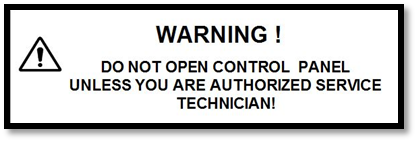 WARNING !
DO NOT OPEN CONTROL PANEL
UNLESS YOU ARE AUTHORIZED SERVICE
TECHNICIAN!